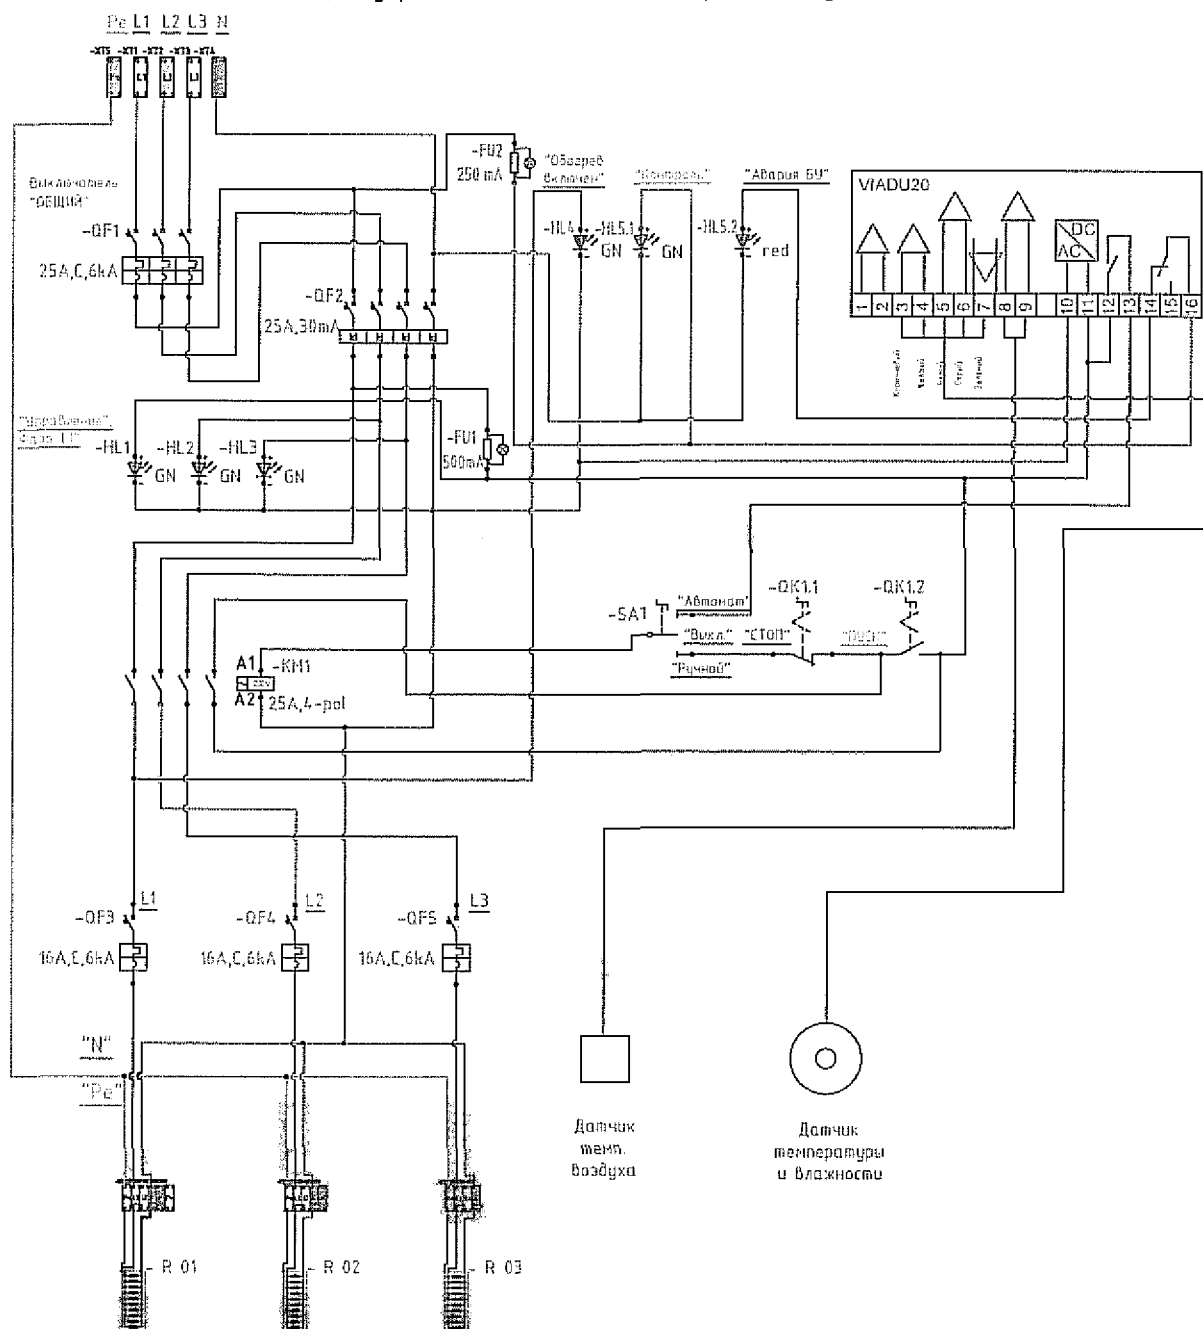 Pe L1 L2 L3 N
-XT5 -XT1 -XT2 -XT3 -XT4
Выключатель
"ОБЩИЙ"
-QF1
25A,C,6kA
-QF2
25A,30mA
-FU2
250 mA
"Обогрев
включен"
"Контроль"
"Авария БУ"
-HL4
GN
-HL5.1
GN
-HL5.2
red
VIADU20
DC
AC
1 2 3 4 5 6 7 8 9 10 11 12 13 14 15 16
Коричневый
Серый
Зеленый
"Управление"
-HL1
GN
-HL2
GN
-HL3
GN
-FU1
500mA
-SA1
"Автомат"
"Выкл."
"Ручной"
"СТОП"
-QK1.1
"ПУСК"
-QK1.2
A1
A2
-KM1
25A,4-pol
L1
-QF3
16A,C,6kA
L2
-QF4
16A,C,6kA
L3
-QF5
16A,C,6kA
"N"
"Pe"
Датчик
темп.
воздуха
Датчик
температуры
и влажности
- R 01
- R 02
- R 03